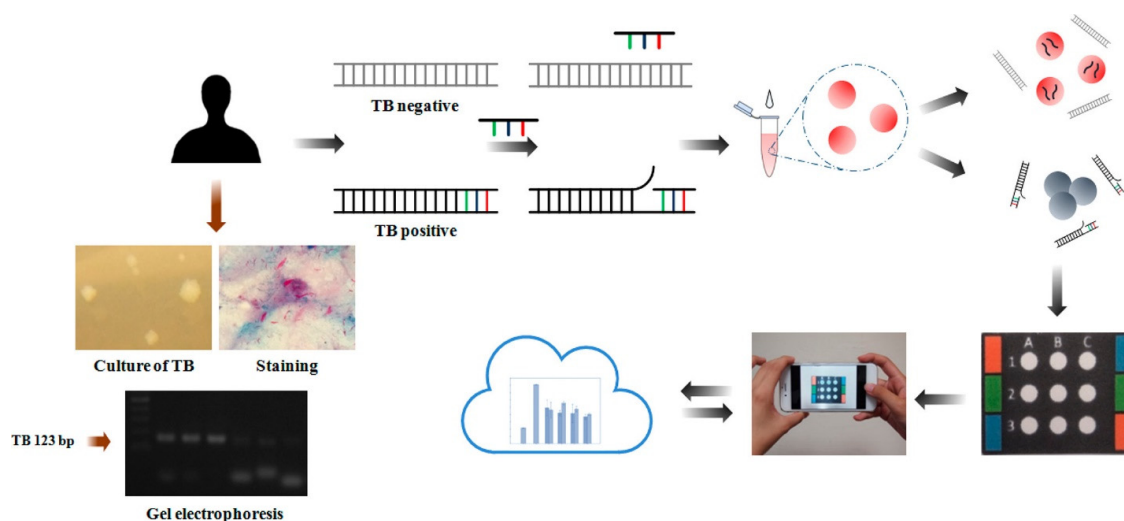 TB negative
TB positive
Culture of TB
Staining
TB 123 bp
Gel electrophoresis
A B C
1
2
3